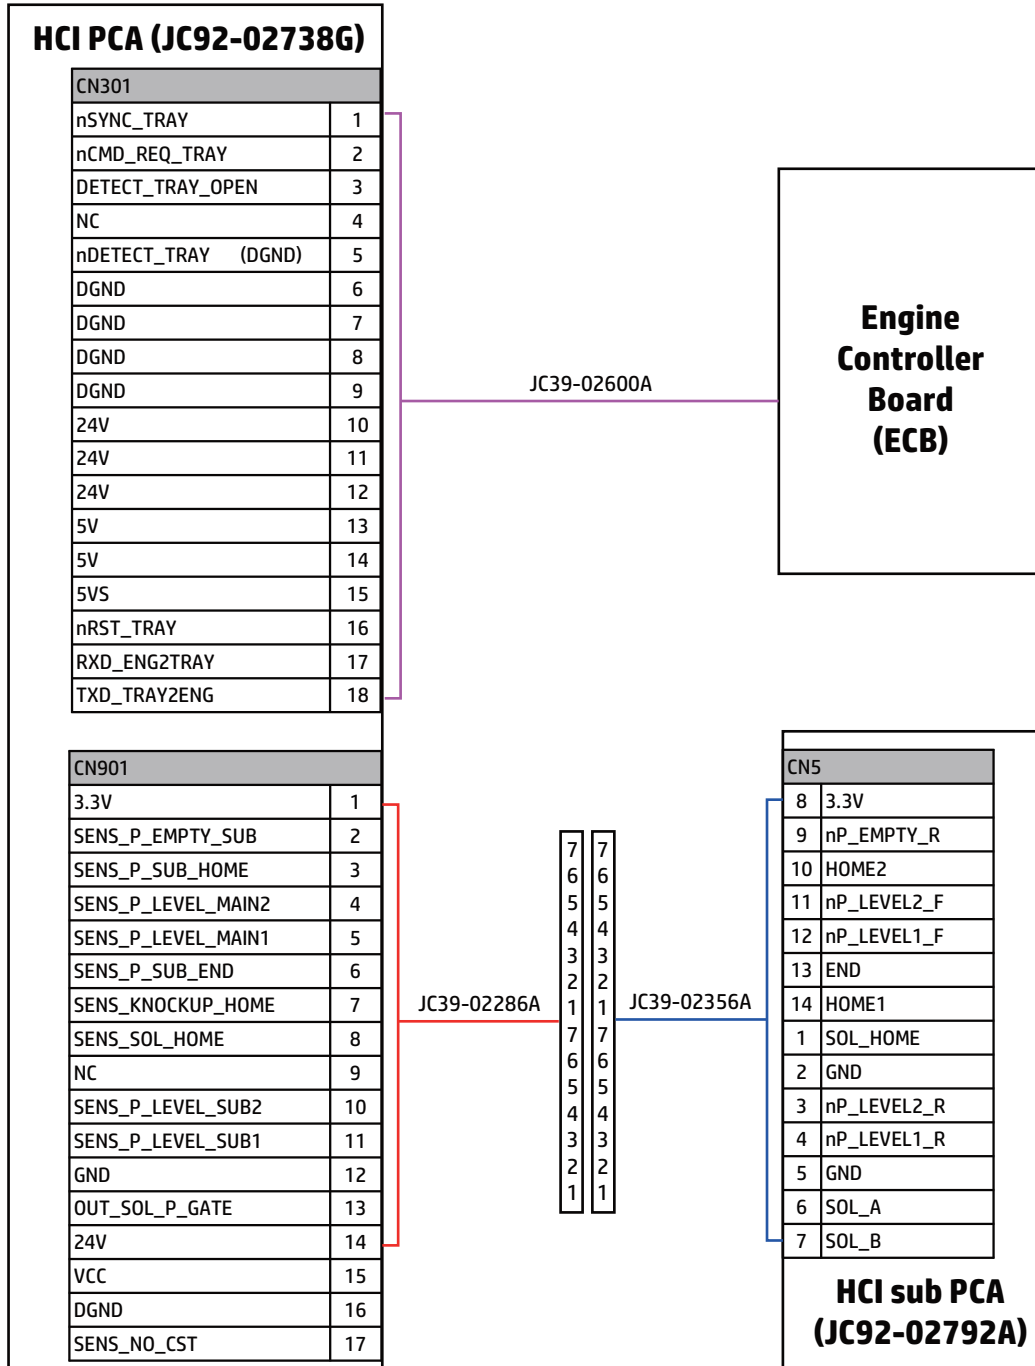 HCI PCA (JC92-02738G)
CN301
nSYNC_TRAY 1
nCMD_REQ_TRAY 2
DETECT_TRAY_OPEN 3
NC 4
nDETECT_TRAY (DGND) 5
DGND 6
DGND 7
DGND 8
DGND 9
24V 10
24V 11
24V 12
5V 13
5V 14
5VS 15
nRST_TRAY 16
RXD_ENG2TRAY 17
TXD_TRAY2ENG 18
JC39-02600A
Engine
Controller
Board
(ECB)
CN901
3.3V 1
SENS_P_EMPTY_SUB 2
SENS_P_SUB_HOME 3
SENS_P_LEVEL_MAIN2 4
SENS_P_LEVEL_MAIN1 5
SENS_P_SUB_END 6
SENS_KNOCKUP_HOME 7
SENS_SOL_HOME 8
NC 9
SENS_P_LEVEL_SUB2 10
SENS_P_LEVEL_SUB1 11
GND 12
OUT_SOL_P_GATE 13
24V 14
VCC 15
DGND 16
SENS_NO_CST 17
JC39-02286A
7 7
6 6
5 5
4 4
3 3
2 2
1 1
7 7
6 6
5 5
4 4
3 3
2 2
1 1
JC39-02356A
CN5
8 3.3V
9 nP_EMPTY_R
10 HOME2
11 nP_LEVEL2_F
12 nP_LEVEL1_F
13 END
14 HOME1
1 SOL_HOME
2 GND
3 nP_LEVEL2_R
4 nP_LEVEL1_R
5 GND
6 SOL_A
7 SOL_B
HCI sub PCA
(JC92-02792A)